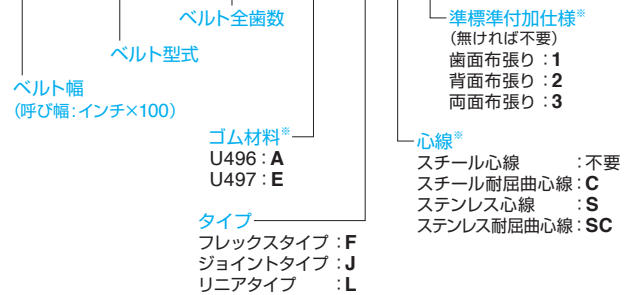 ベルト全歯数
ベルト型式
ベルト幅
(呼び幅:インチ×100)
ゴム材料※
U496:A
U497:E
タイプ
フレックスタイプ:F
ジョイントタイプ:J
リニアタイプ:L
準標準付加仕様※
(無ければ不要)
歯面布張り:1
背面布張り:2
両面布張り:3
心線※
スチール心線:不要
スチール耐屈曲心線:C
ステンレス心線:S
ステンレス耐屈曲心線:SC